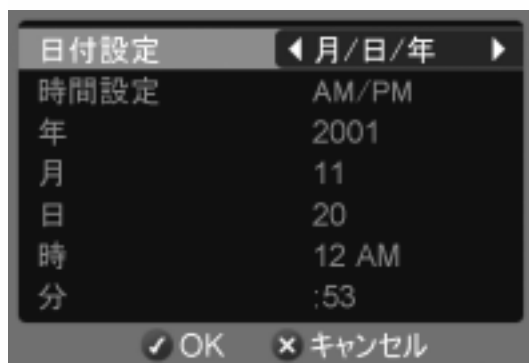 日付設定 月/日/年
時間設定 AM/PM
年 2001
月 11
日 20
時 12 AM
分 :53
OK キャンセル